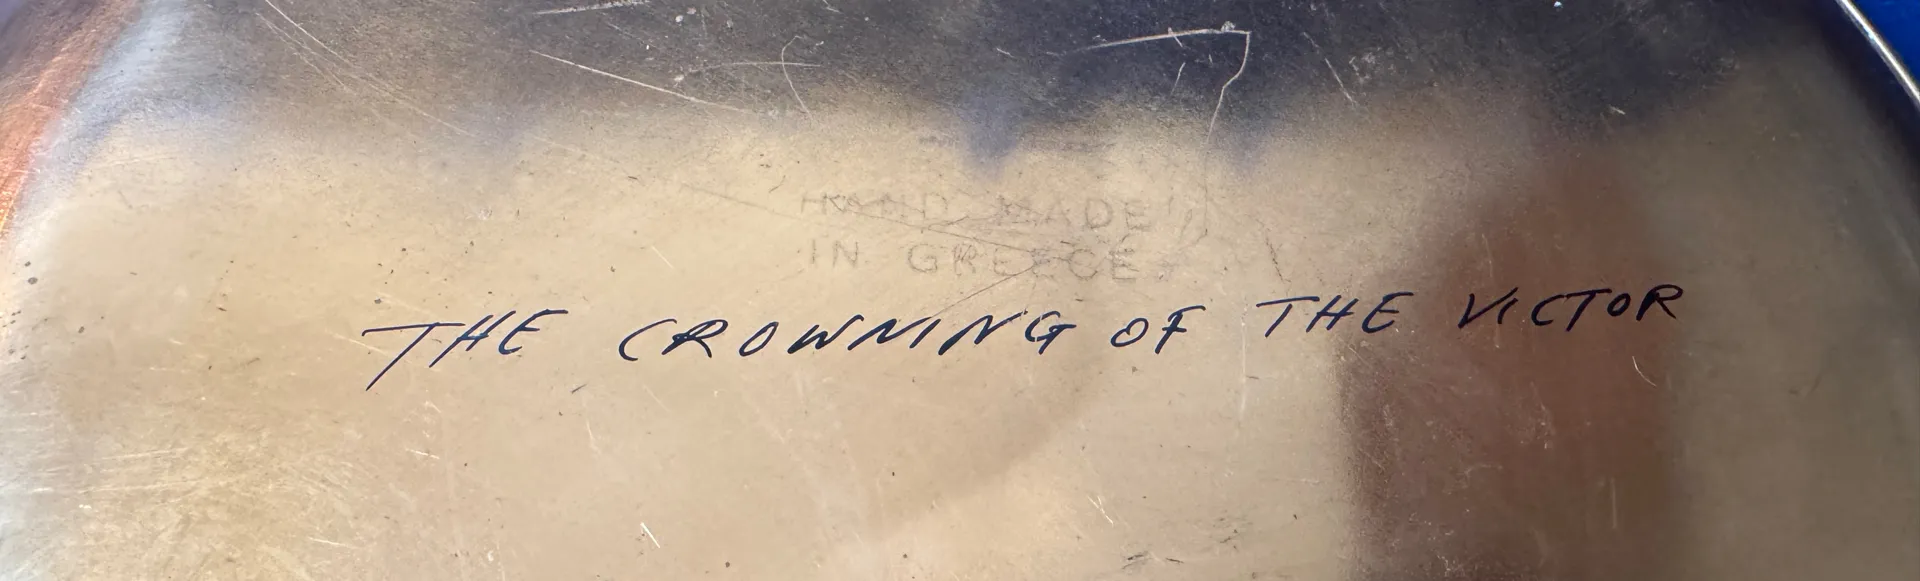 HAND MADE
IN GREECE
THE CROWNING OF THE VICTOR